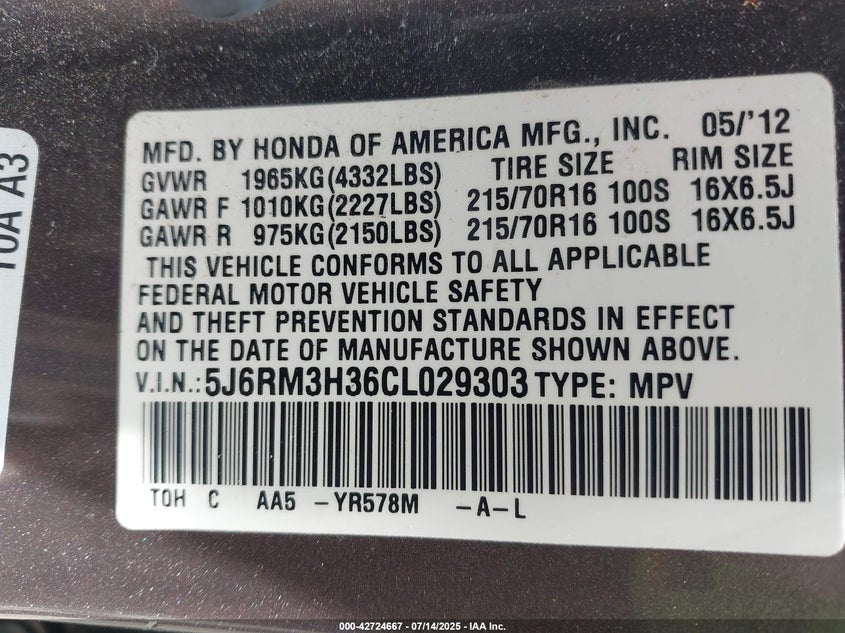 MFD. BY HONDA OF AMERICA MFG., INC. 05/'12
GVWR 1965KG(4332LBS) TIRE SIZE RIM SIZE
GAWR F 1010KG(2227LBS) 215/70R16 100S 16X6.5J
GAWR R 975KG(2150LBS) 215/70R16 100S 16X6.5J
THIS VEHICLE CONFORMS TO ALL APPLICABLE
FEDERAL MOTOR VEHICLE SAFETY
AND THEFT PREVENTION STANDARDS IN EFFECT
ON THE DATE OF MANUFACTURE SHOWN ABOVE.
V.I.N.:5J6RM3H36CL029303 TYPE: MPV
TOH C AA5 -YR578M -A-L
A3
000-42724667 - 07/14/2025 - IAA Inc.